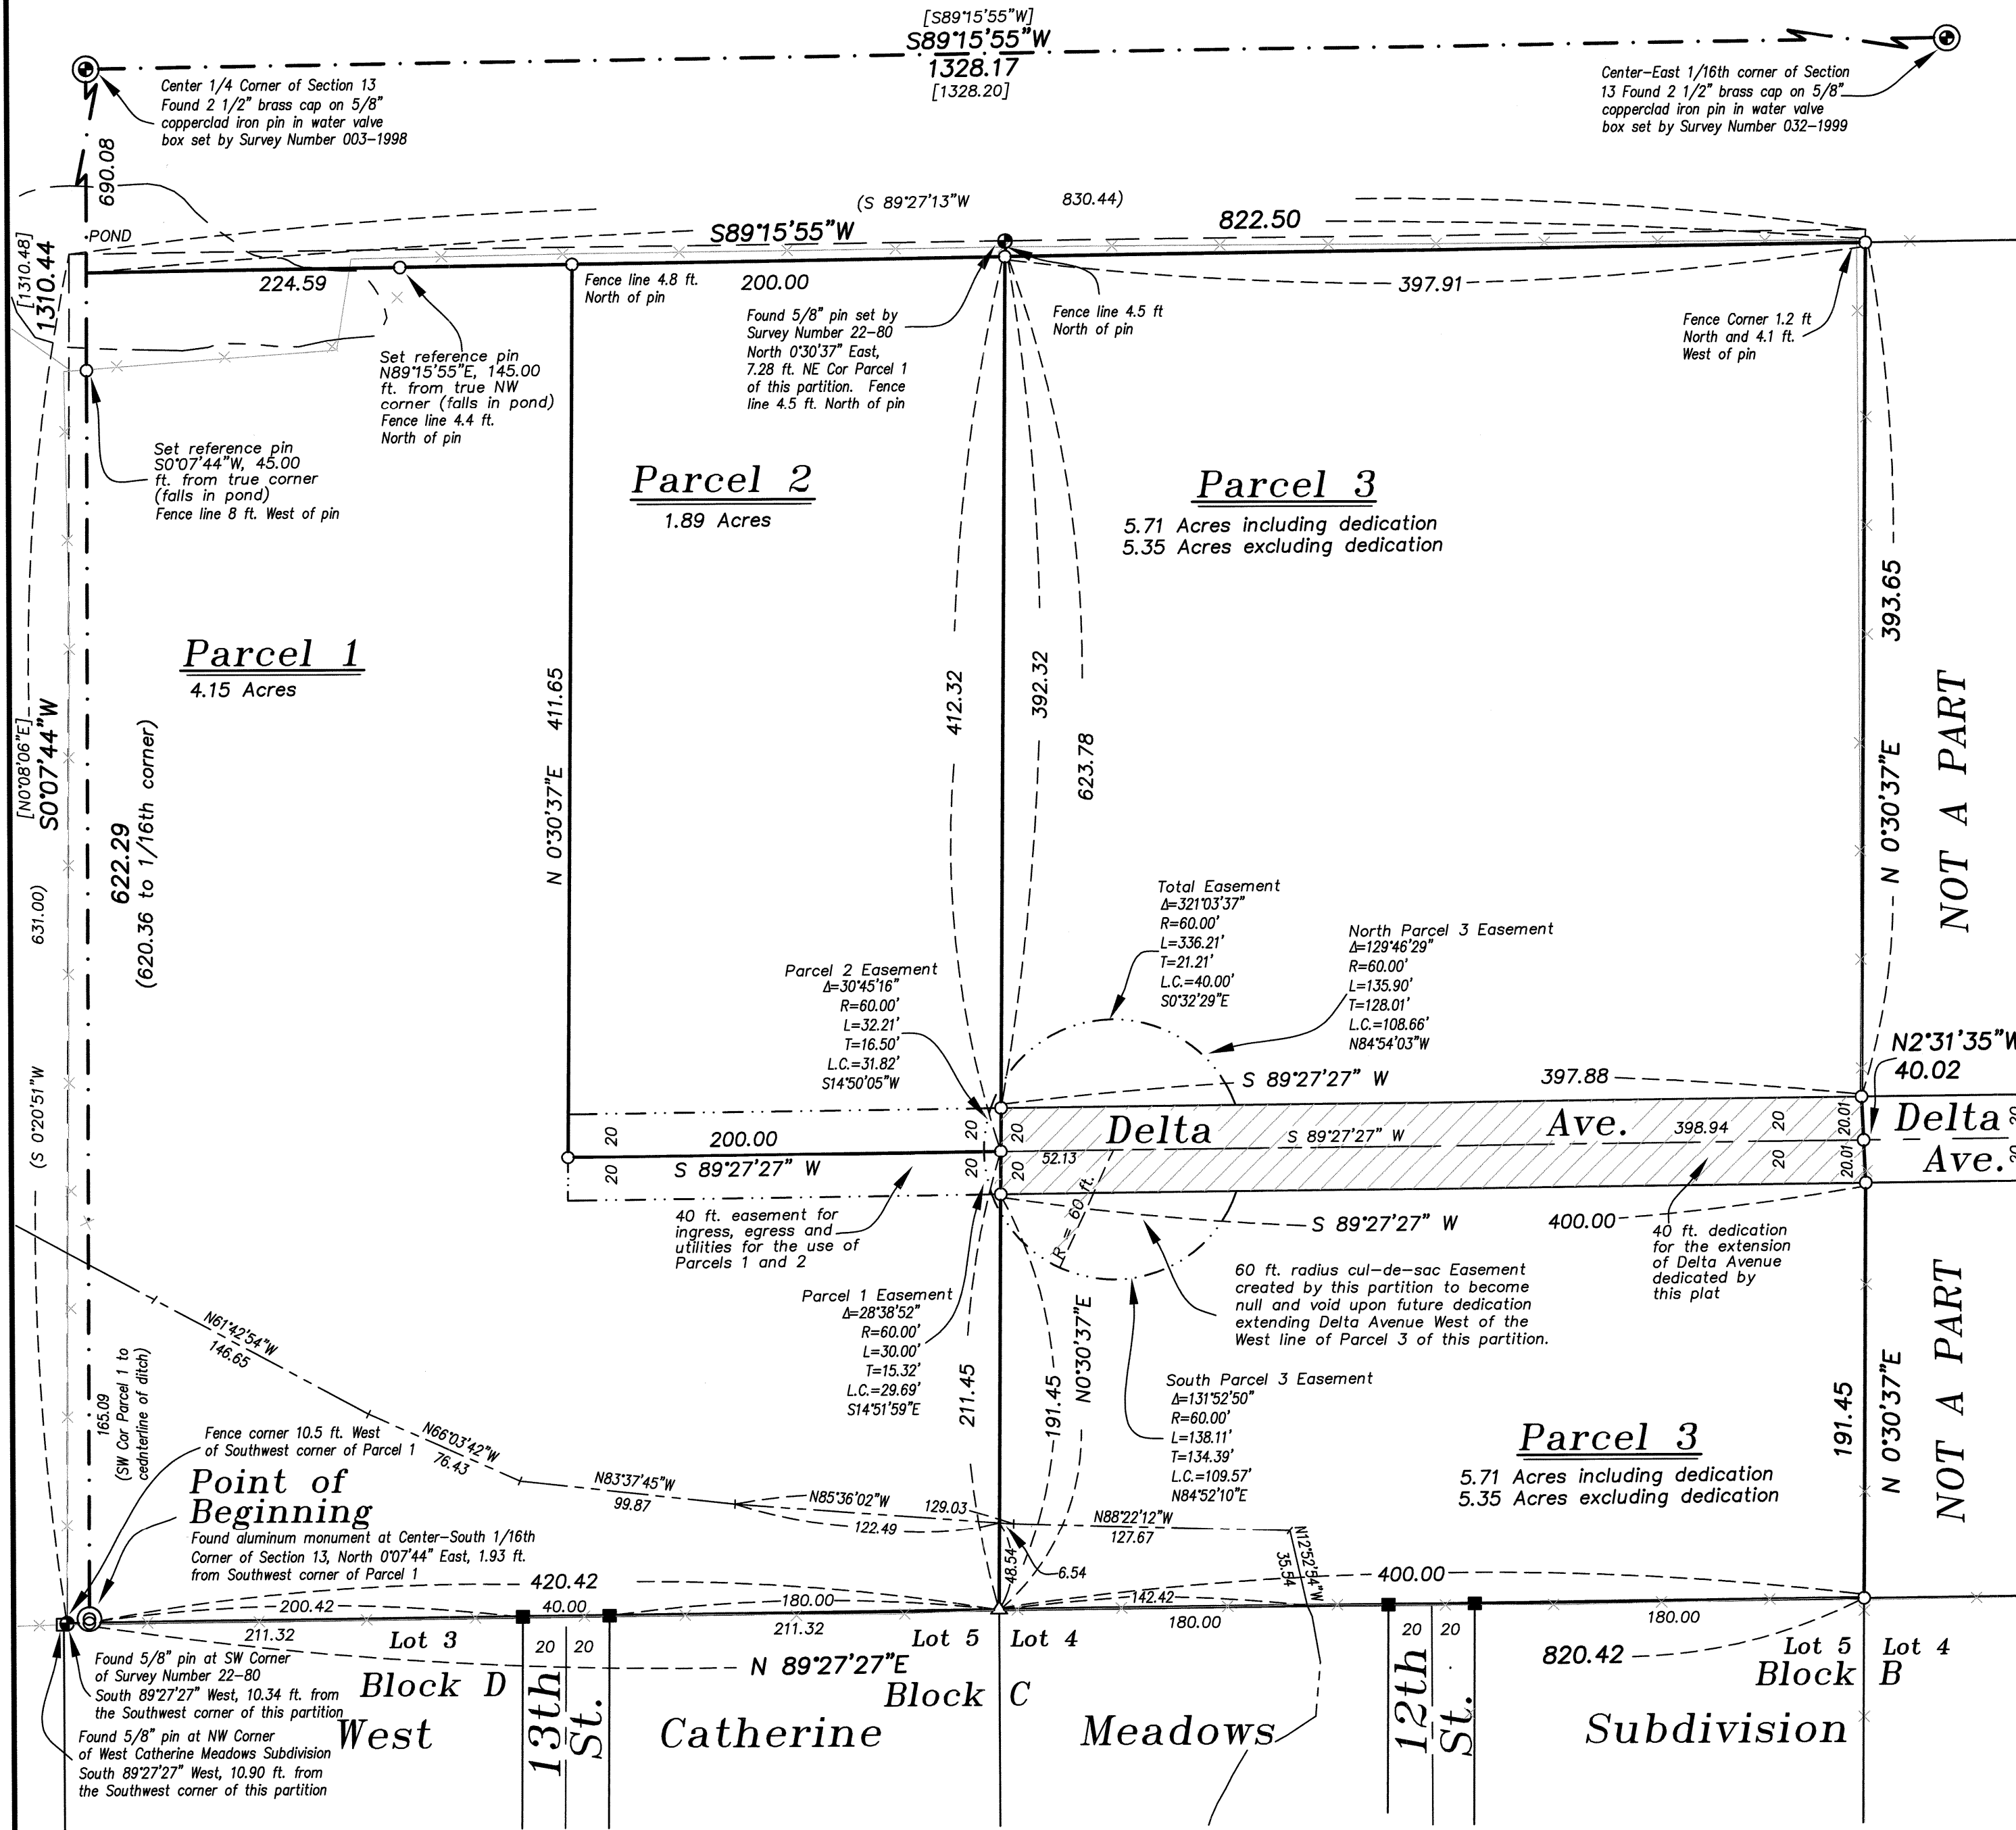 [S89°15'55"W]
S89°15'55"W
1328.17
[1328.20]
Center 1/4 Corner of Section 13
Found 2 1/2" brass cap on 5/8"
copperclad iron pin in water valve
box set by Survey Number 003-1998
Center-East 1/16th corner of Section
13 Found 2 1/2" brass cap on 5/8"
copperclad iron pin in water valve
box set by Survey Number 032-1999
690.08
POND
[1310.48]
1310.44
(S 89°27'13"W 830.44)
S89°15'55"W 822.50
224.59
Fence line 4.8 ft.
North of pin
200.00
397.91
Found 5/8" pin set by
Survey Number 22-80
North 0°30'37" East,
7.28 ft. NE Cor Parcel 1
of this partition. Fence
line 4.5 ft. North of pin
Fence line 4.5 ft
North of pin
Fence Corner 1.2 ft
North and 4.1 ft.
West of pin
Set reference pin
N89°15'55"E, 145.00
ft. from true NW
corner (falls in pond)
Fence line 4.4 ft.
North of pin
Set reference pin
S0°07'44"W, 45.00
ft. from true corner
(falls in pond)
Fence line 8 ft. West of pin
Parcel 2
1.89 Acres
Parcel 3
5.71 Acres including dedication
5.35 Acres excluding dedication
Parcel 1
4.15 Acres
[N0°08'06"E]
S0°07'44"W
622.29
(620.36 to 1/16th corner)
(S 0°20'51"W 631.00)
N 0°30'37"E 411.65
412.32
392.32
623.78
393.65
N 0°30'37"E
NOT A PART
Total Easement
Δ=321°03'37"
R=60.00'
L=336.21'
T=21.21'
L.C.=40.00'
S0°32'29"E
North Parcel 3 Easement
Δ=129°46'29"
R=60.00'
L=135.90'
T=128.01'
L.C.=108.66'
N84°54'03"W
Parcel 2 Easement
Δ=30°45'16"
R=60.00'
L=32.21'
T=16.50'
L.C.=31.82'
S14°50'05"W
N2°31'35"W
40.02
S 89°27'27" W 397.88
20
200.00
20
20
Delta Ave.
S 89°27'27" W
398.94
20
20.01
Delta
20
20
S 89°27'27" W
20
20
52.13
20
20.01
Ave.
20
R = 60 ft.
S 89°27'27" W 400.00
40 ft. easement for
ingress, egress and
utilities for the use of
Parcels 1 and 2
40 ft. dedication
for the extension
of Delta Avenue
dedicated by
this plat
60 ft. radius cul-de-sac Easement
created by this partition to become
null and void upon future dedication
extending Delta Avenue West of the
West line of Parcel 3 of this partition.
Parcel 1 Easement
Δ=28°38'52"
R=60.00'
L=30.00'
T=15.32'
L.C.=29.69'
S14°51'59"E
South Parcel 3 Easement
Δ=131°52'50"
R=60.00'
L=138.11'
T=134.39'
L.C.=109.57'
N84°52'10"E
211.45
191.45
N0°30'37"E
191.45
N 0°30'37"E
NOT A PART
Parcel 3
5.71 Acres including dedication
5.35 Acres excluding dedication
N61°42'54"W
146.65
N66°03'42"W
76.43
N83°37'45"W
99.87
N85°36'02"W 129.03
122.49
N88°22'12"W
127.67
N12°52'54"W
35.54
48.54
6.54
165.09
(SW Cor Parcel 1 to
cednterline of ditch)
Fence corner 10.5 ft. West
of Southwest corner of Parcel 1
Point of
Beginning
Found aluminum monument at Center-South 1/16th
Corner of Section 13, North 0°07'44" East, 1.93 ft.
from Southwest corner of Parcel 1
420.42
200.42
40.00
180.00
211.32
211.32
400.00
142.42
180.00
180.00
Lot 3
20 20
Lot 5
Lot 4
20 20
Lot 5
Lot 4
N 89°27'27"E
820.42
Found 5/8" pin at SW Corner
of Survey Number 22-80
South 89°27'27" West, 10.34 ft. from
the Southwest corner of this partition
Found 5/8" pin at NW Corner
of West Catherine Meadows Subdivision
South 89°27'27" West, 10.90 ft. from
the Southwest corner of this partition
Block D
13th
St.
Block C
12th
St.
Block B
West Catherine Meadows Subdivision